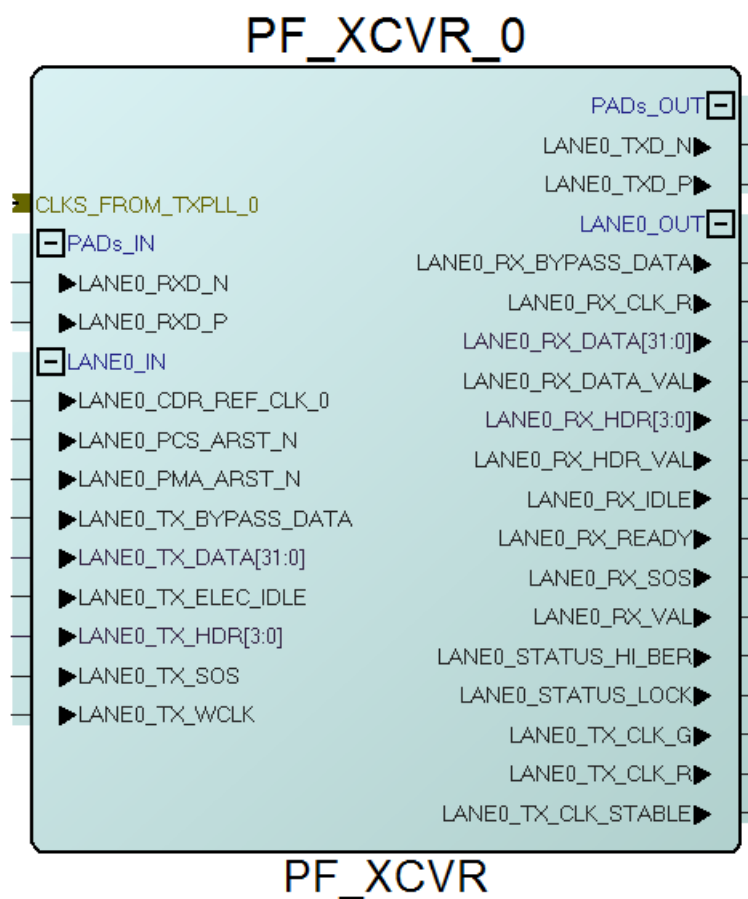 PF_XCVR_0
CLKS_FROM_TXPLL_0
PADs_IN
LANE0_RXD_N
LANE0_RXD_P
LANE0_IN
LANE0_CDR_REF_CLK_0
LANE0_PCS_ARST_N
LANE0_PMA_ARST_N
LANE0_TX_BYPASS_DATA
LANE0_TX_DATA[31:0]
LANE0_TX_ELEC_IDLE
LANE0_TX_HDR[3:0]
LANE0_TX_SOS
LANE0_TX_WCLK
PADs_OUT
LANE0_TXD_N
LANE0_TXD_P
LANE0_OUT
LANE0_RX_BYPASS_DATA
LANE0_RX_CLK_R
LANE0_RX_DATA[31:0]
LANE0_RX_DATA_VAL
LANE0_RX_HDR[3:0]
LANE0_RX_HDR_VAL
LANE0_RX_IDLE
LANE0_RX_READY
LANE0_RX_SOS
LANE0_RX_VAL
LANE0_STATUS_HI_BER
LANE0_STATUS_LOCK
LANE0_TX_CLK_G
LANE0_TX_CLK_R
LANE0_TX_CLK_STABLE
PF_XCVR